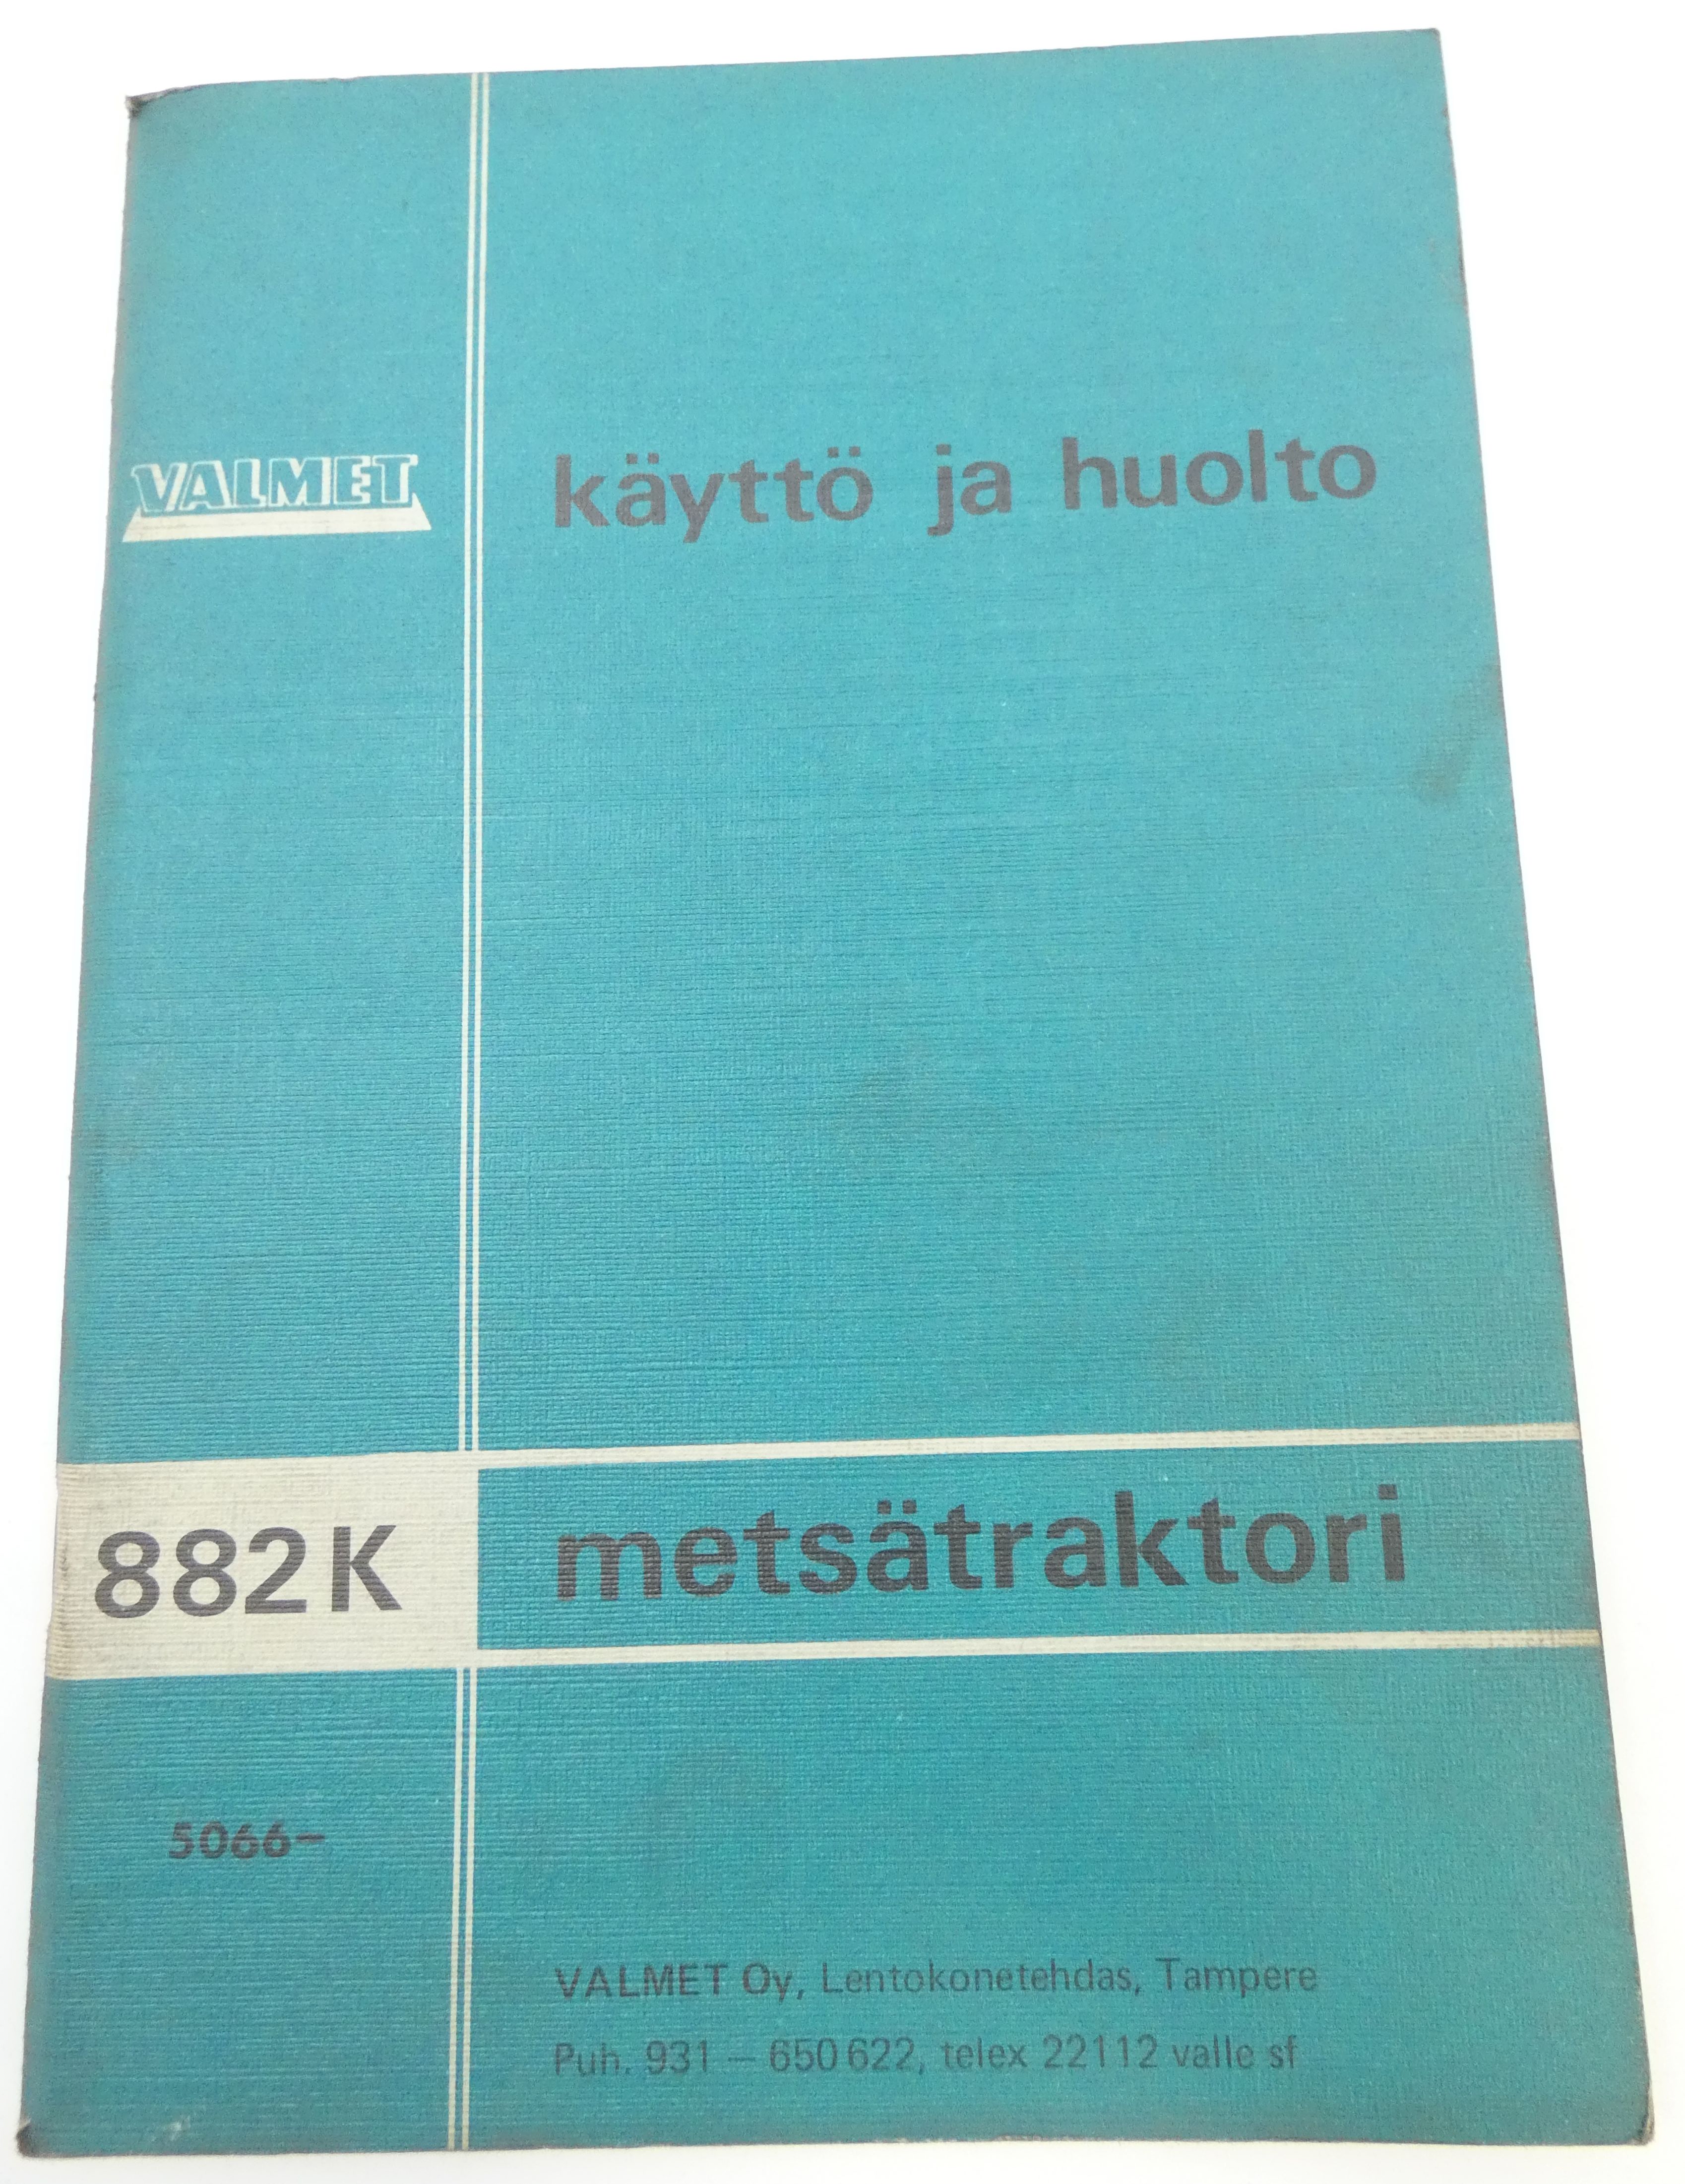 VALMET
käyttö ja huolto
882K
metsätraktori
5066–
VALMET Oy, Lentokonetehdas, Tampere
Puh. 931 – 650 622, telex 22112 valle sf